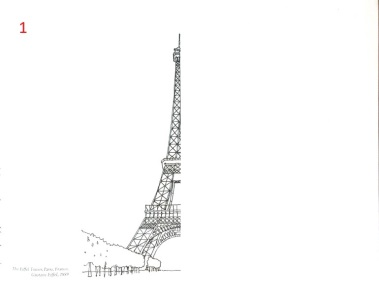 1
The Eiffel Tower, Paris, France,
Gustave Eiffel, 1889